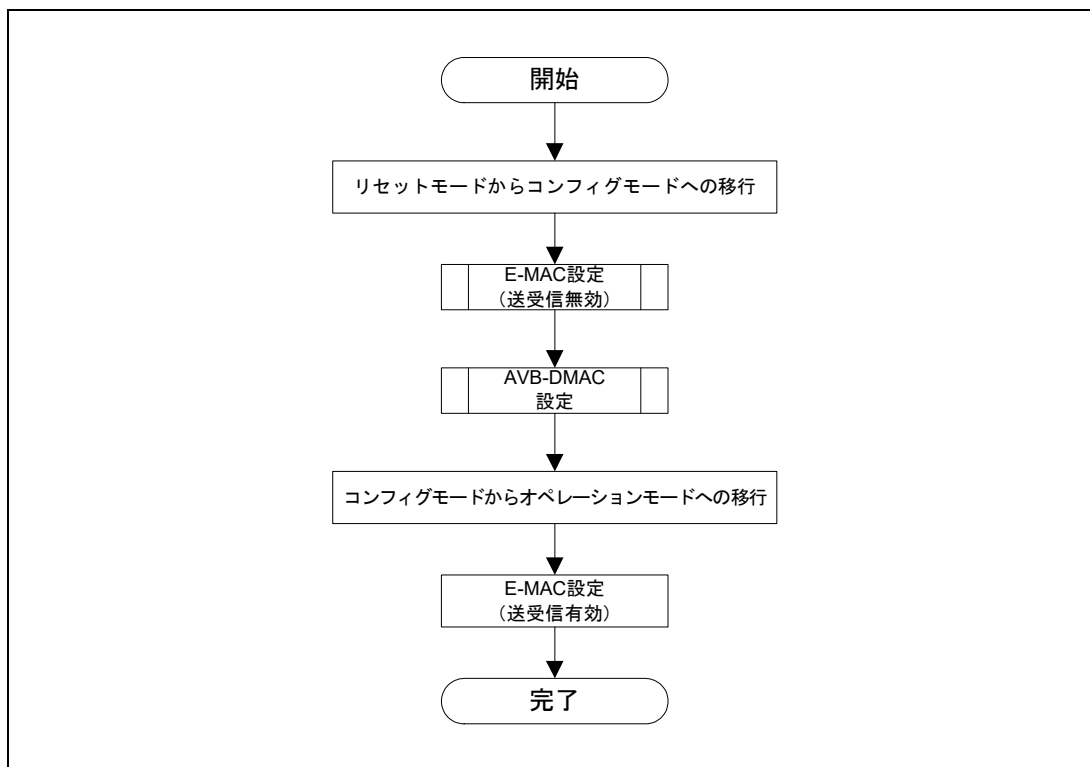 開始
リセットモードからコンフィグモードへの移行
E-MAC設定
（送受信無効）
AVB-DMAC
設定
コンフィグモードからオペレーションモードへの移行
E-MAC設定
（送受信有効）
完了